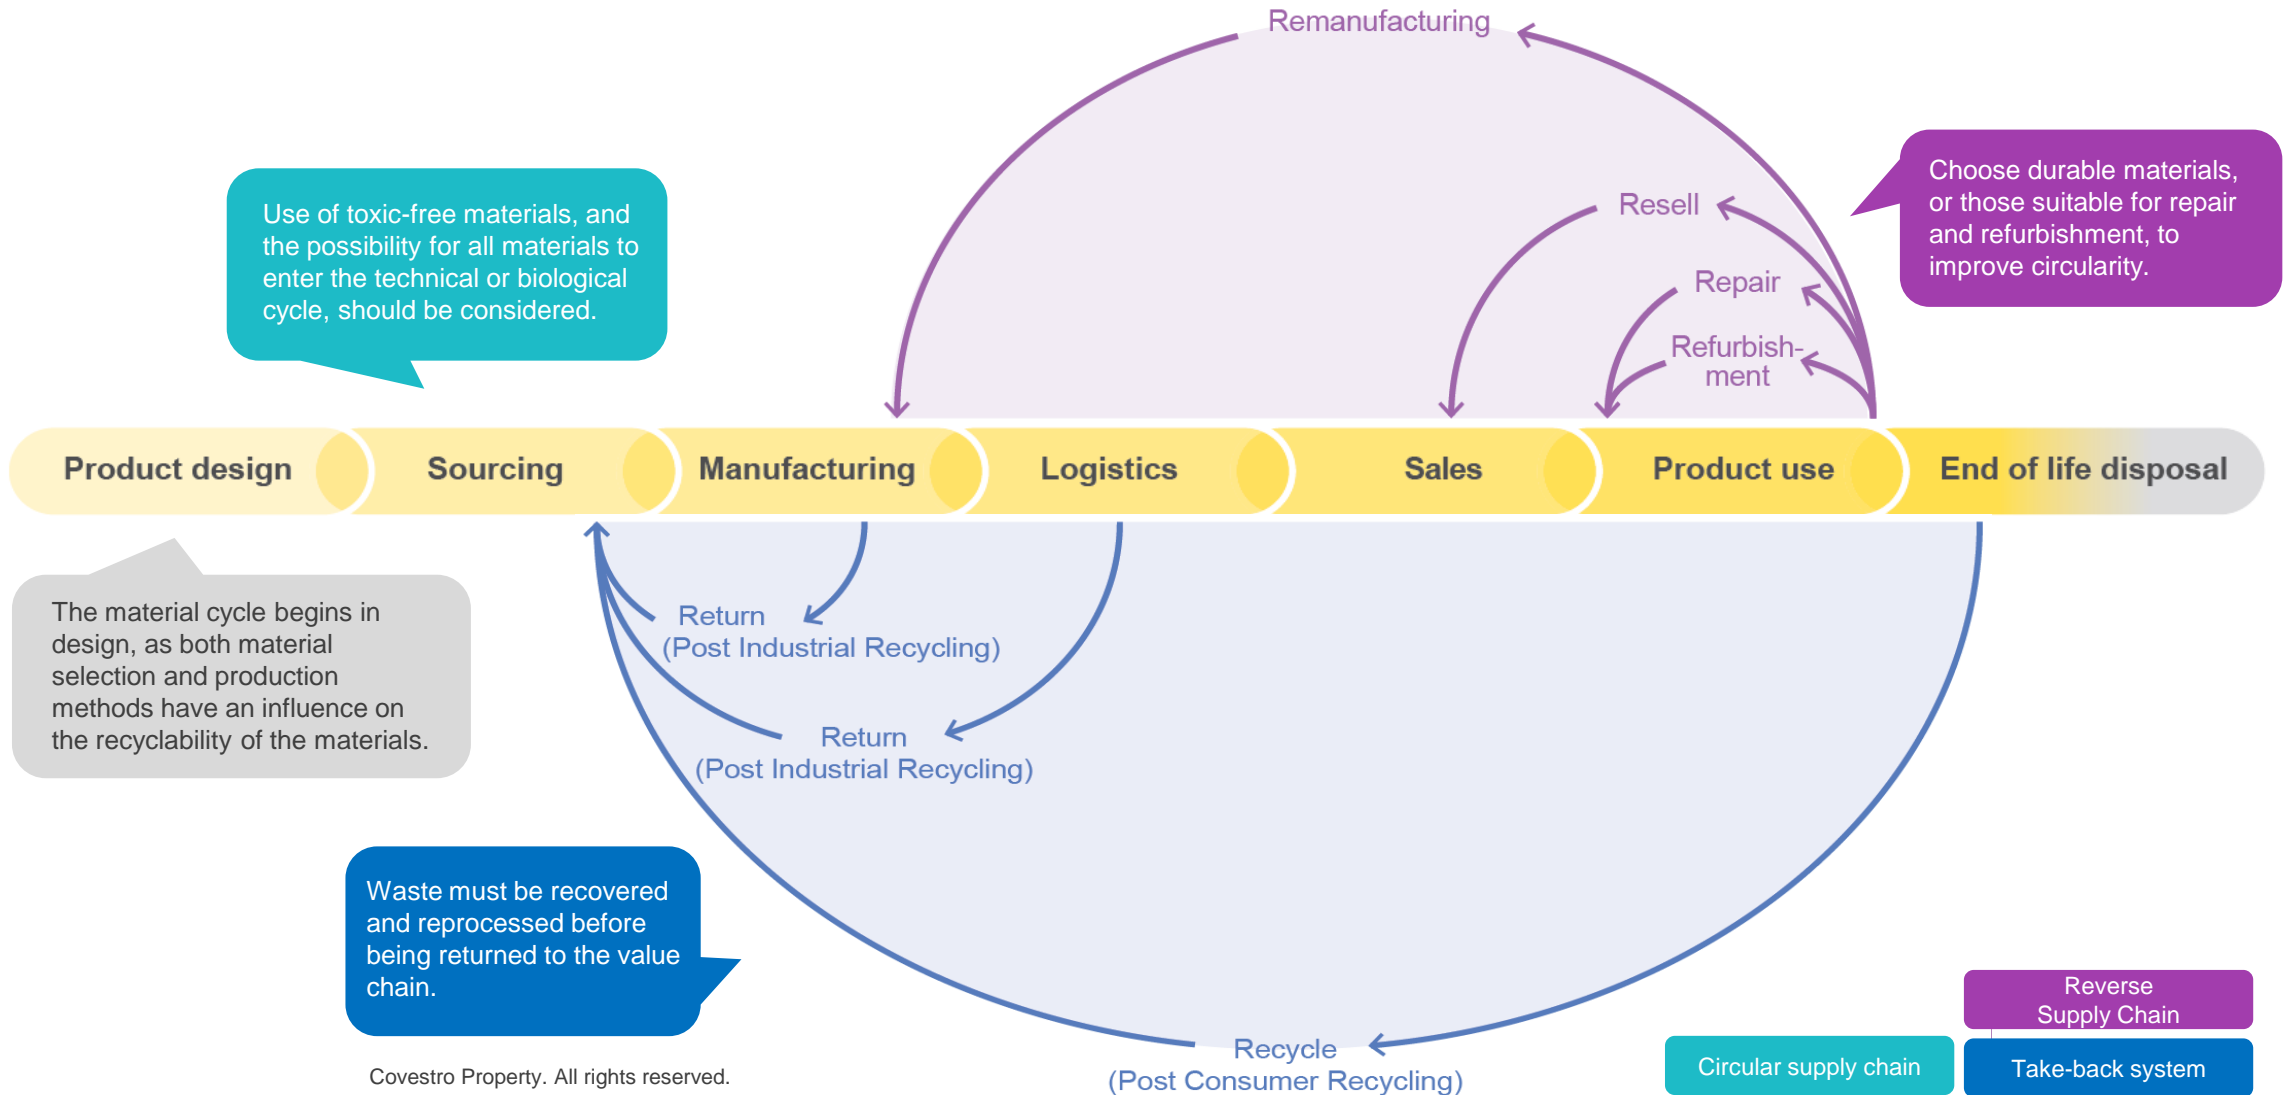 Remanufacturing
Choose durable materials,
or those suitable for repair
and refurbishment, to
improve circularity.
Use of toxic-free materials, and
the possibility for all materials to
enter the technical or biological
cycle, should be considered.
Resell
Repair
Refurbish-
ment
Product design
Sourcing
Manufacturing
Logistics
Sales
Product use
End of life disposal
The material cycle begins in
design, as both material
selection and production
methods have an influence on
the recyclability of the materials.
Return
(Post Industrial Recycling)
Return
(Post Industrial Recycling)
Waste must be recovered
and reprocessed before
being returned to the value
chain.
Recycle
(Post Consumer Recycling)
Covestro Property. All rights reserved.
Reverse
Supply Chain
Circular supply chain
Take-back system